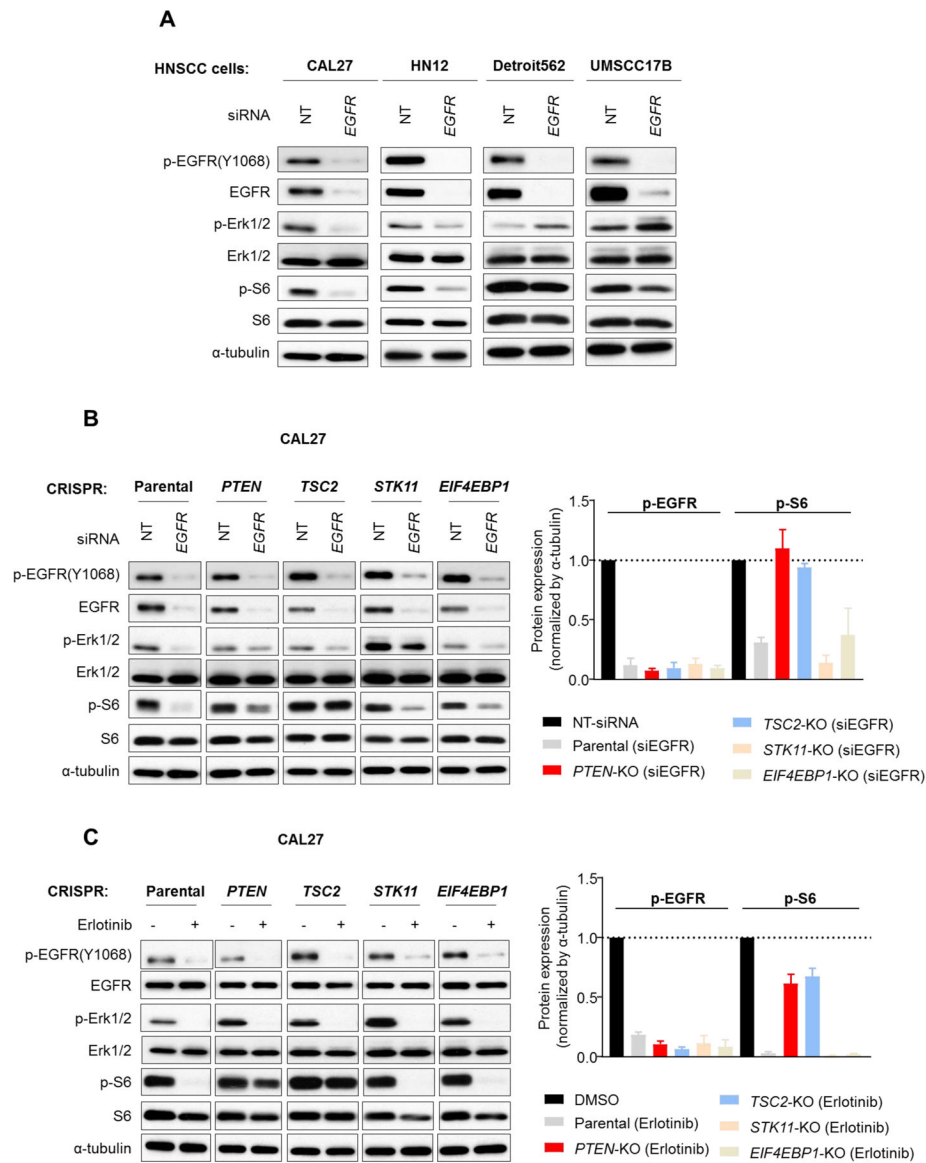 A
HNSCC cells: CAL27 HN12 Detroit562 UMSCC17B
siRNA NT EGFR NT EGFR NT EGFR NT EGFR
p-EGFR(Y1068)
EGFR
p-Erk1/2
Erk1/2
p-S6
S6
α-tubulin
B
CAL27
CRISPR: Parental PTEN TSC2 STK11 EIF4EBP1
siRNA NT EGFR NT EGFR NT EGFR NT EGFR NT EGFR
p-EGFR(Y1068)
EGFR
p-Erk1/2
Erk1/2
p-S6
S6
α-tubulin
Protein expression
(normalized by α-tubulin)
1.5
1.0
0.5
0.0
p-EGFR p-S6
NT-siRNA
Parental (siEGFR)
PTEN-KO (siEGFR)
TSC2-KO (siEGFR)
STK11-KO (siEGFR)
EIF4EBP1-KO (siEGFR)
C
CAL27
CRISPR: Parental PTEN TSC2 STK11 EIF4EBP1
Erlotinib - + - + - + - + - +
p-EGFR(Y1068)
EGFR
p-Erk1/2
Erk1/2
p-S6
S6
α-tubulin
Protein expression
(normalized by α-tubulin)
1.5
1.0
0.5
0.0
p-EGFR p-S6
DMSO
Parental (Erlotinib)
PTEN-KO (Erlotinib)
TSC2-KO (Erlotinib)
STK11-KO (Erlotinib)
EIF4EBP1-KO (Erlotinib)